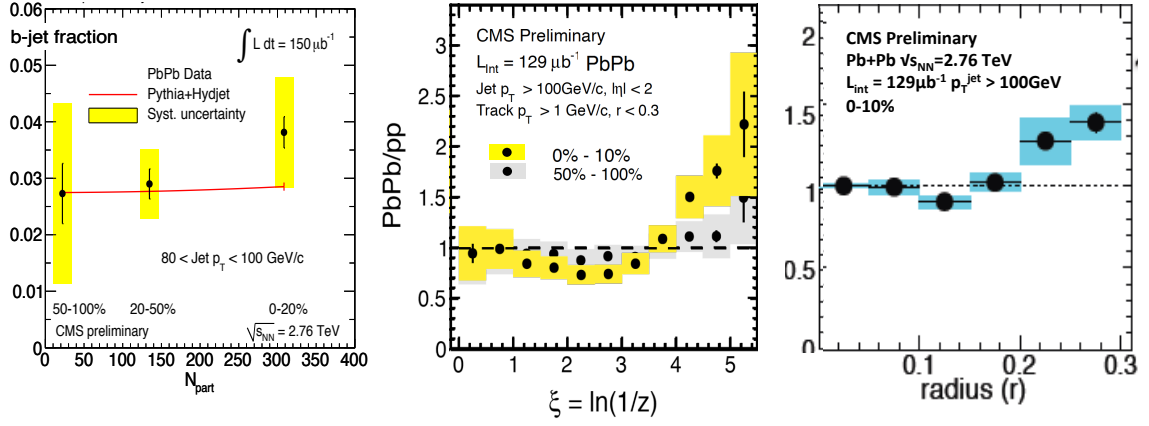 0.06
b-jet fraction
∫ L dt = 150 μb⁻¹
0.05
PbPb Data
Pythia+Hydjet
Syst. uncertainty
0.04
0.03
0.02
80 < Jet p_T < 100 GeV/c
0.01
50-100% 20-50% 0-20%
CMS preliminary √s_NN = 2.76 TeV
0
0 50 100 150 200 250 300 350 400
N_part
CMS Preliminary
L_Int = 129 μb⁻¹ PbPb
Jet p_T > 100GeV/c, |η| < 2
Track p_T > 1 GeV/c, r < 0.3
0% - 10%
50% - 100%
PbPb/pp
3
2.5
2
1.5
1
0.5
0
0 1 2 3 4 5
ξ = ln(1/z)
CMS Preliminary
Pb+Pb √s_NN=2.76 TeV
L_int = 129μb⁻¹ p_T^jet > 100GeV
0-10%
2
1.5
1
0.5
0
0.1 0.2 0.3
radius (r)